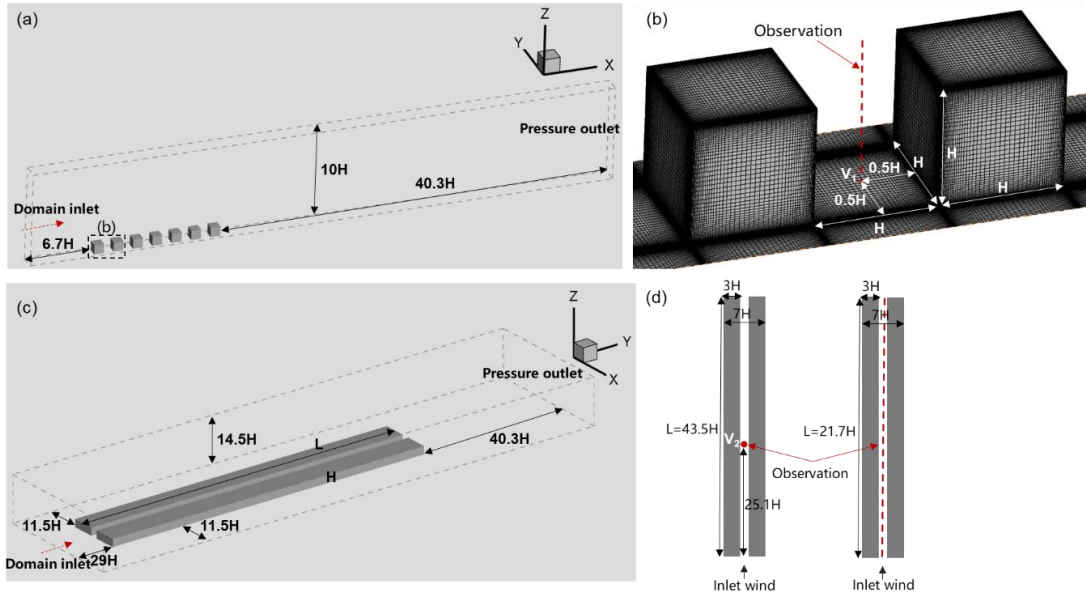 (a)
Z
Y
X
Pressure outlet
10H
40.3H
Domain inlet
(b)
6.7H
(b)
Observation
V1
0.5H
0.5H
H
H
H
H
(c)
Z
Y
X
Pressure outlet
14.5H
L
40.3H
H
11.5H
11.5H
Domain inlet
29H
(d)
3H
3H
7H
7H
L=43.5H
V2
L=21.7H
Observation
25.1H
Inlet wind
Inlet wind